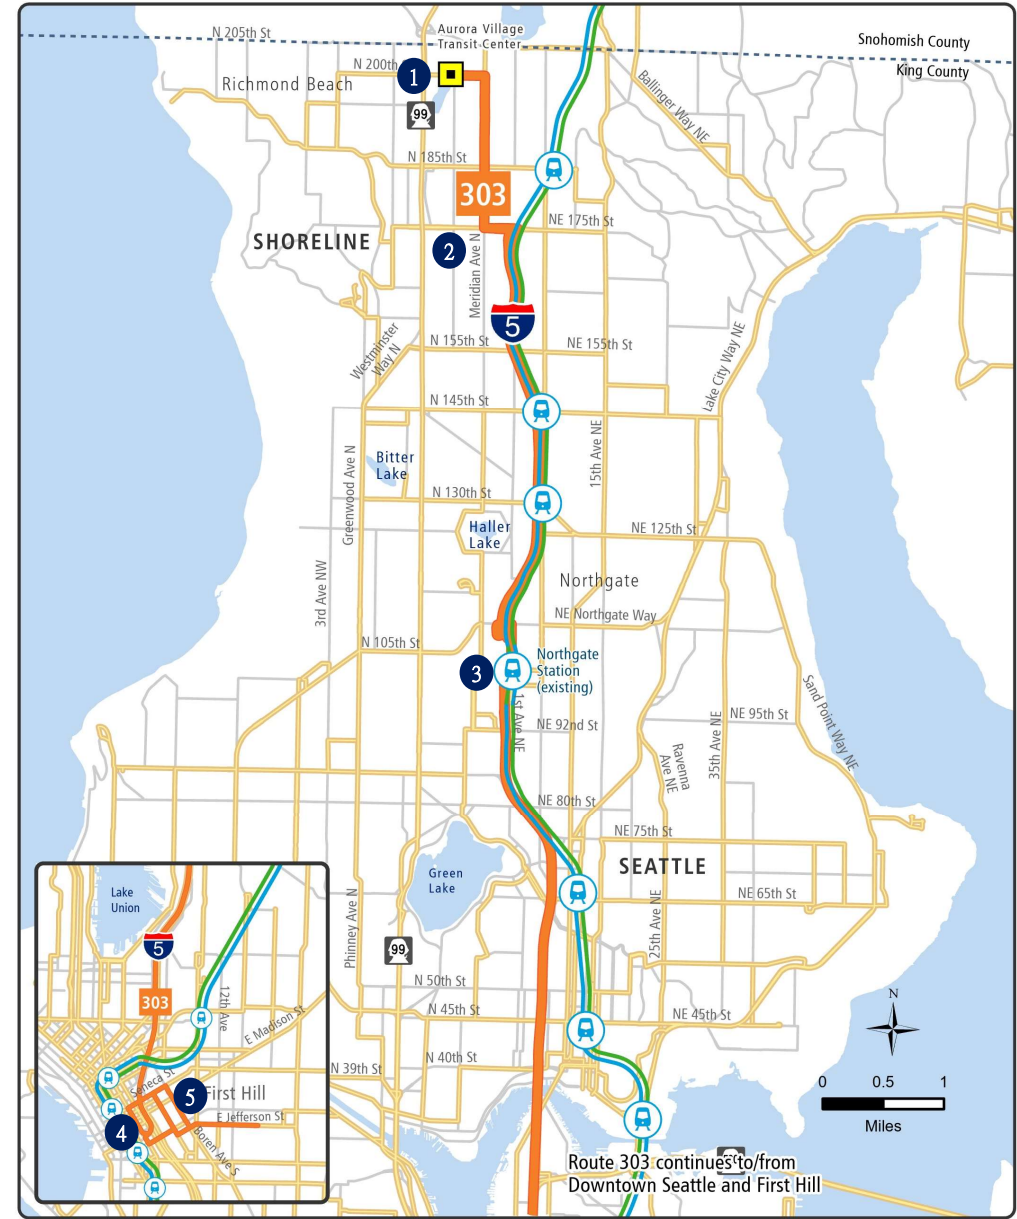 N 205th St
Aurora Village
Transit Center
Snohomish County
King County
N 200th
1
Richmond Beach
Ballinger Way NE
99
N 185th St
303
NE 175th St
SHORELINE
2
Meridian Ave N
5
N 155th St
NE 155th St
Westminster
Way N
Lake City Way NE
N 145th St
15th Ave NE
Greenwood Ave N
Bitter
Lake
N 130th St
NE 125th St
Haller
Lake
3rd Ave NW
Northgate
NE Northgate Way
N 105th St
Northgate
Station
(existing)
3
1st Ave NE
Sand Point Way NE
NE 95th St
35th Ave NE
NE 92nd St
Ravenna
Ave NE
NE 80th St
NE 75th St
SEATTLE
Green
Lake
NE 65th St
25th Ave NE
Phinney Ave N
99
N 50th St
N 45th St
NE 45th St
N 40th St
N 39th St
N
0 0.5 1
Miles
Route 303 continues to/from
Downtown Seattle and First Hill
Lake
Union
5
303
12th Ave
E Madison St
Seneca St
5
First Hill
E Jefferson St
4
Boren Ave S